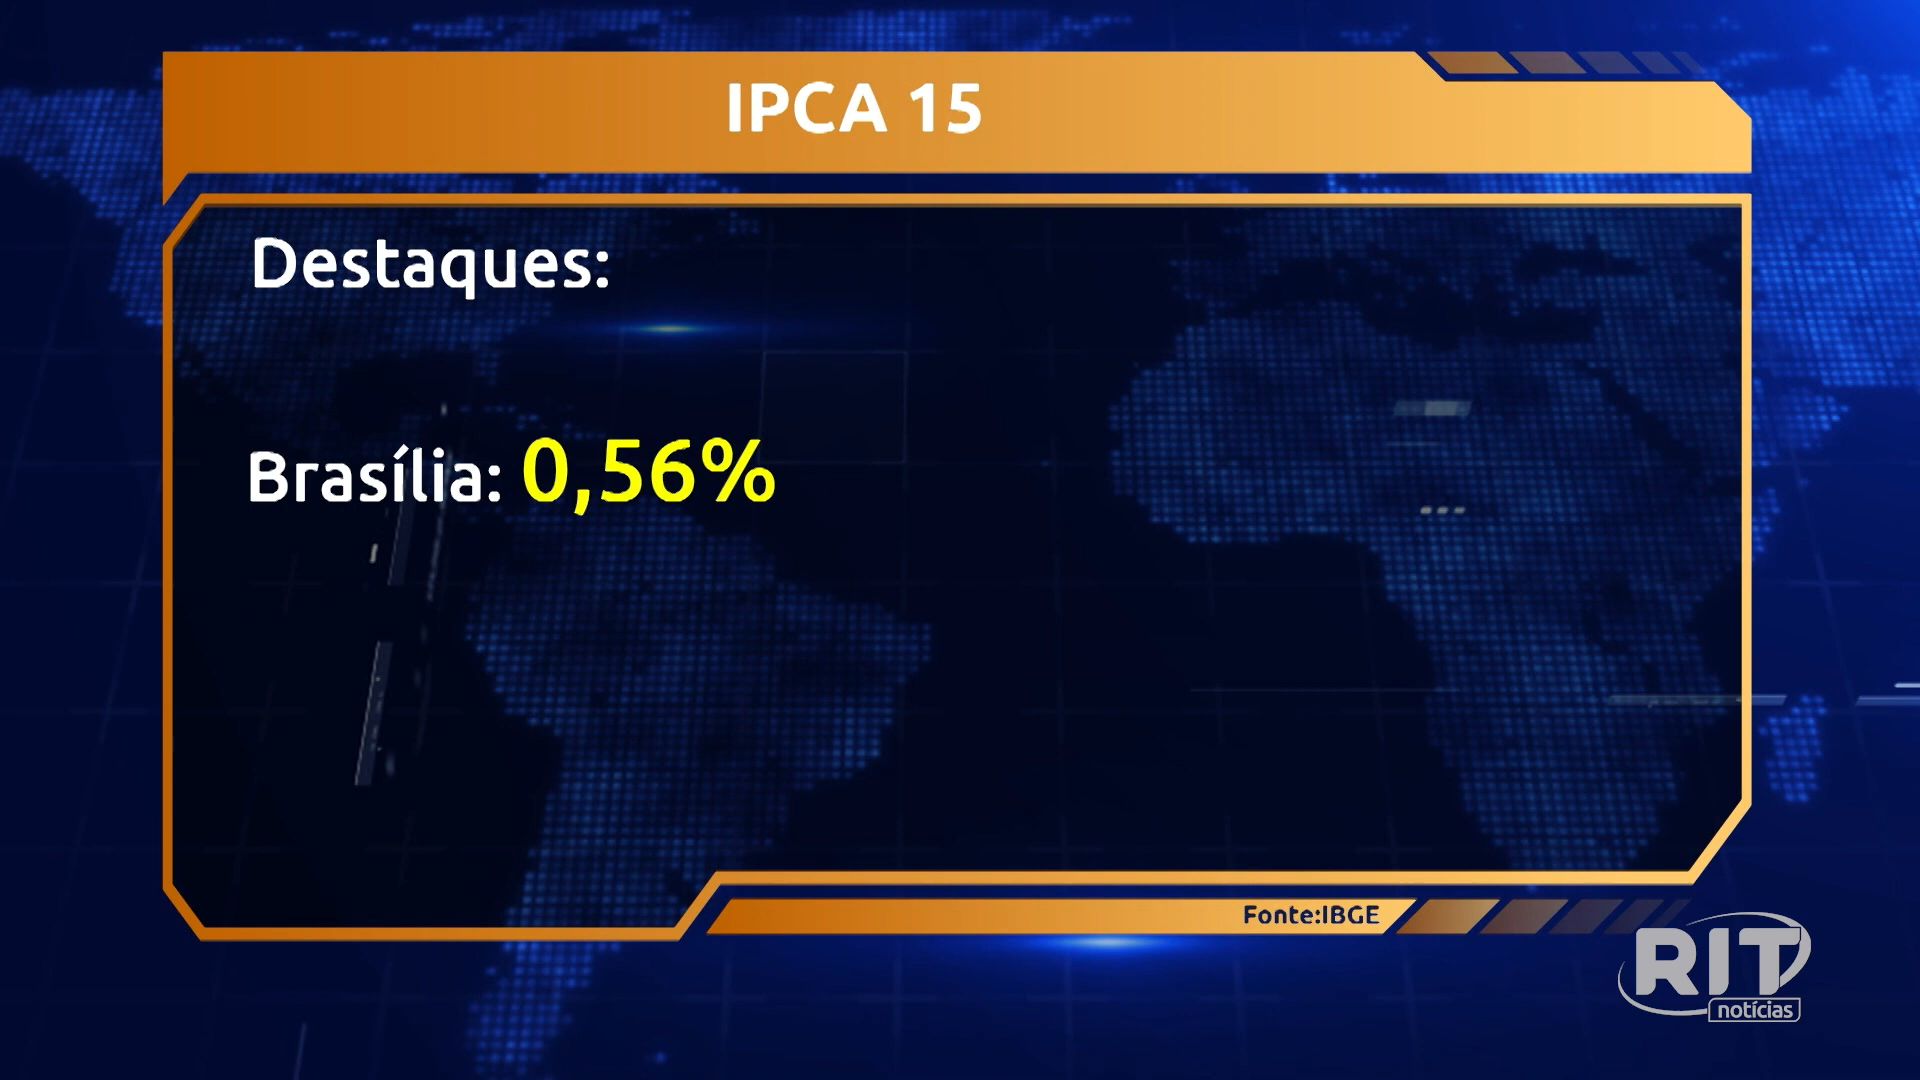 IPCA 15
Destaques:
Brasília: 0,56%
Fonte:IBGE
RIT
notícias